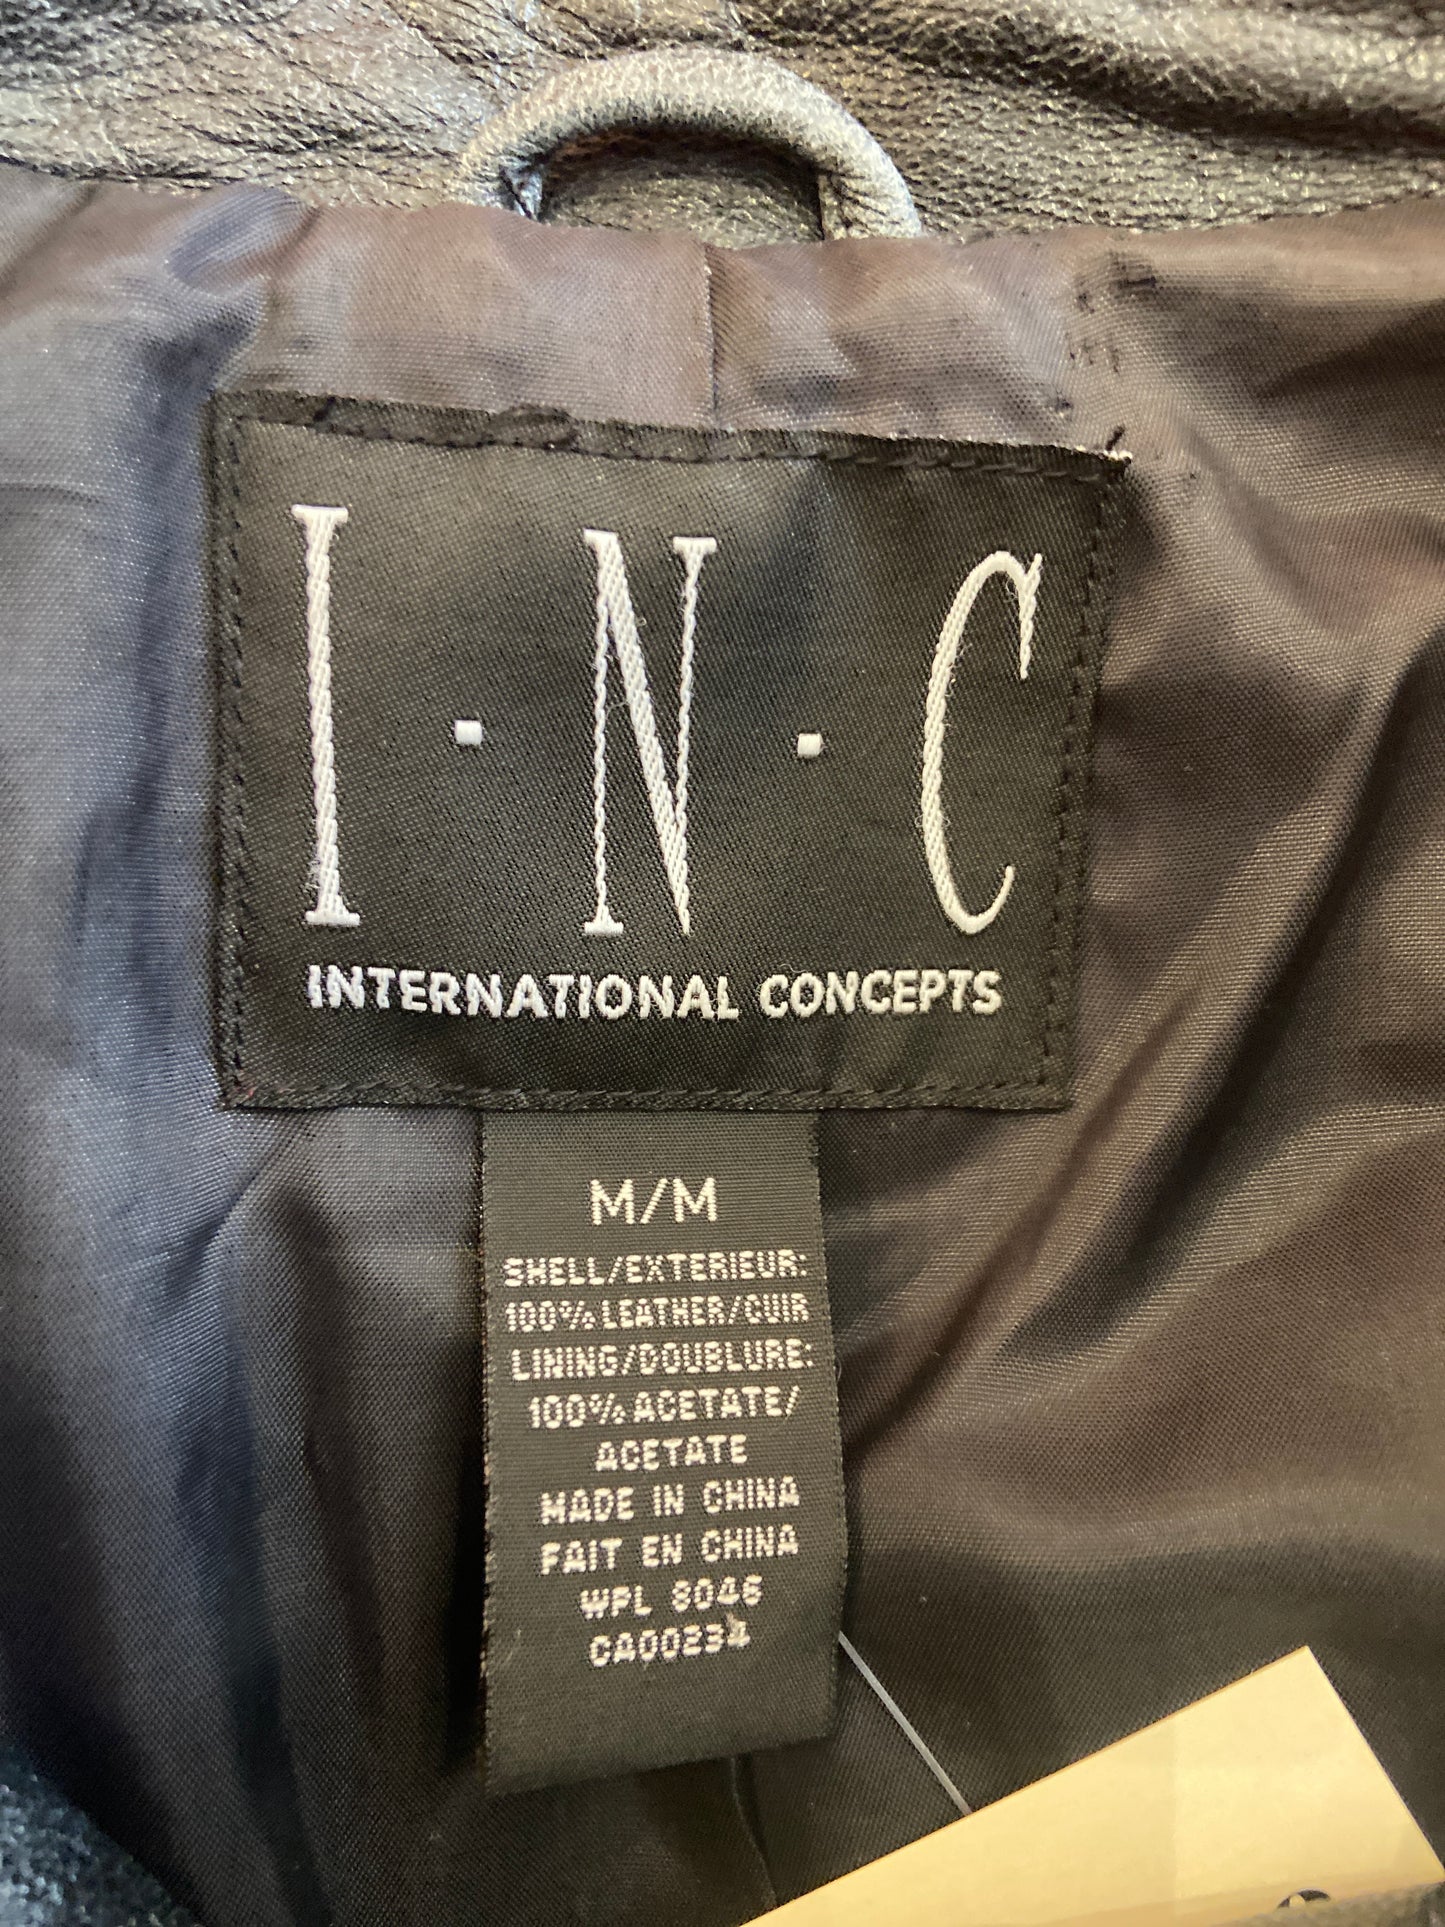 I·N·C
INTERNATIONAL CONCEPTS
M/M
SHELL/EXTERIEUR:
100% LEATHER/CUIR
LINING/DOUBLURE:
100% ACETATE/
ACETATE
MADE IN CHINA
FAIT EN CHINA
WPL 8046
CA00234